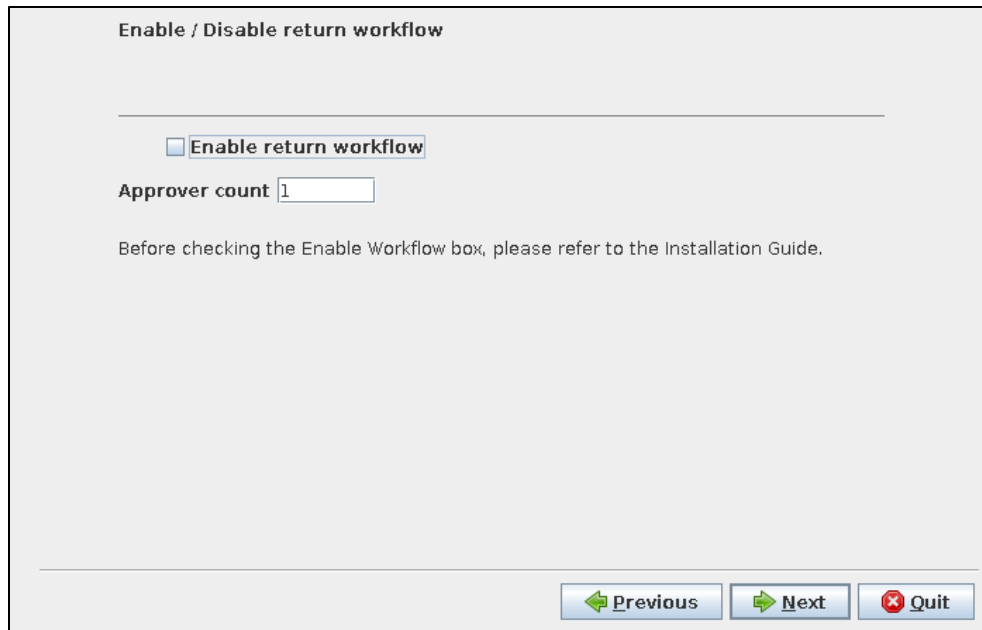 Enable / Disable return workflow
Enable return workflow
Approver count 1
Before checking the Enable Workflow box, please refer to the Installation Guide.
Previous Next Quit